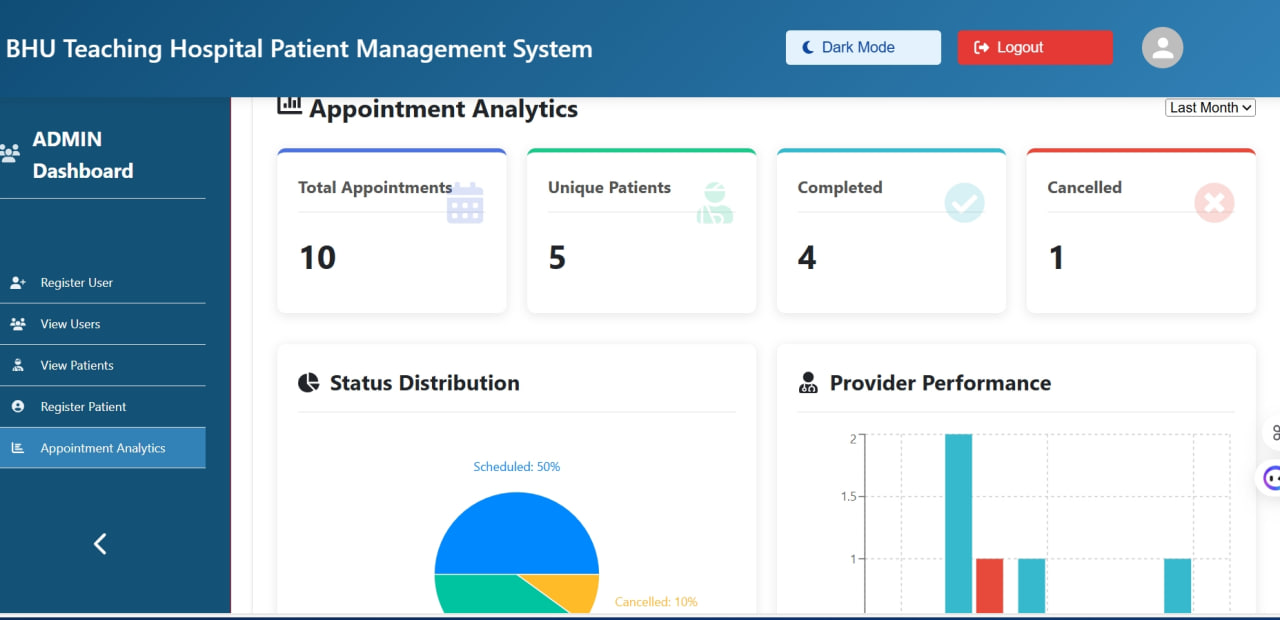 BHU Teaching Hospital Patient Management System
Dark Mode
Logout
ADMIN
Dashboard
Register User
View Users
View Patients
Register Patient
Appointment Analytics
Appointment Analytics
Last Month
Total Appointments
10
Unique Patients
5
Completed
4
Cancelled
1
Status Distribution
Scheduled: 50%
Cancelled: 10%
Provider Performance
2
1.5
1